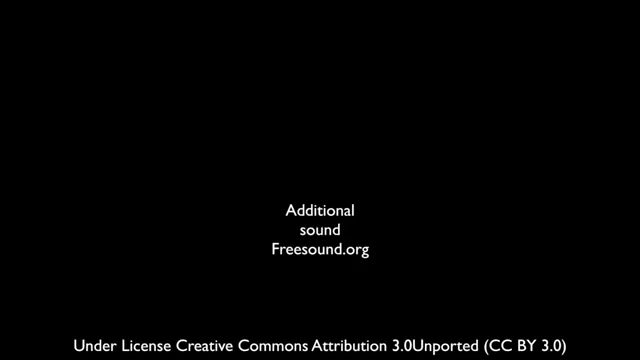 Additional
sound
Freesound.org
Under License Creative Commons Attribution 3.0Unported (CC BY 3.0)